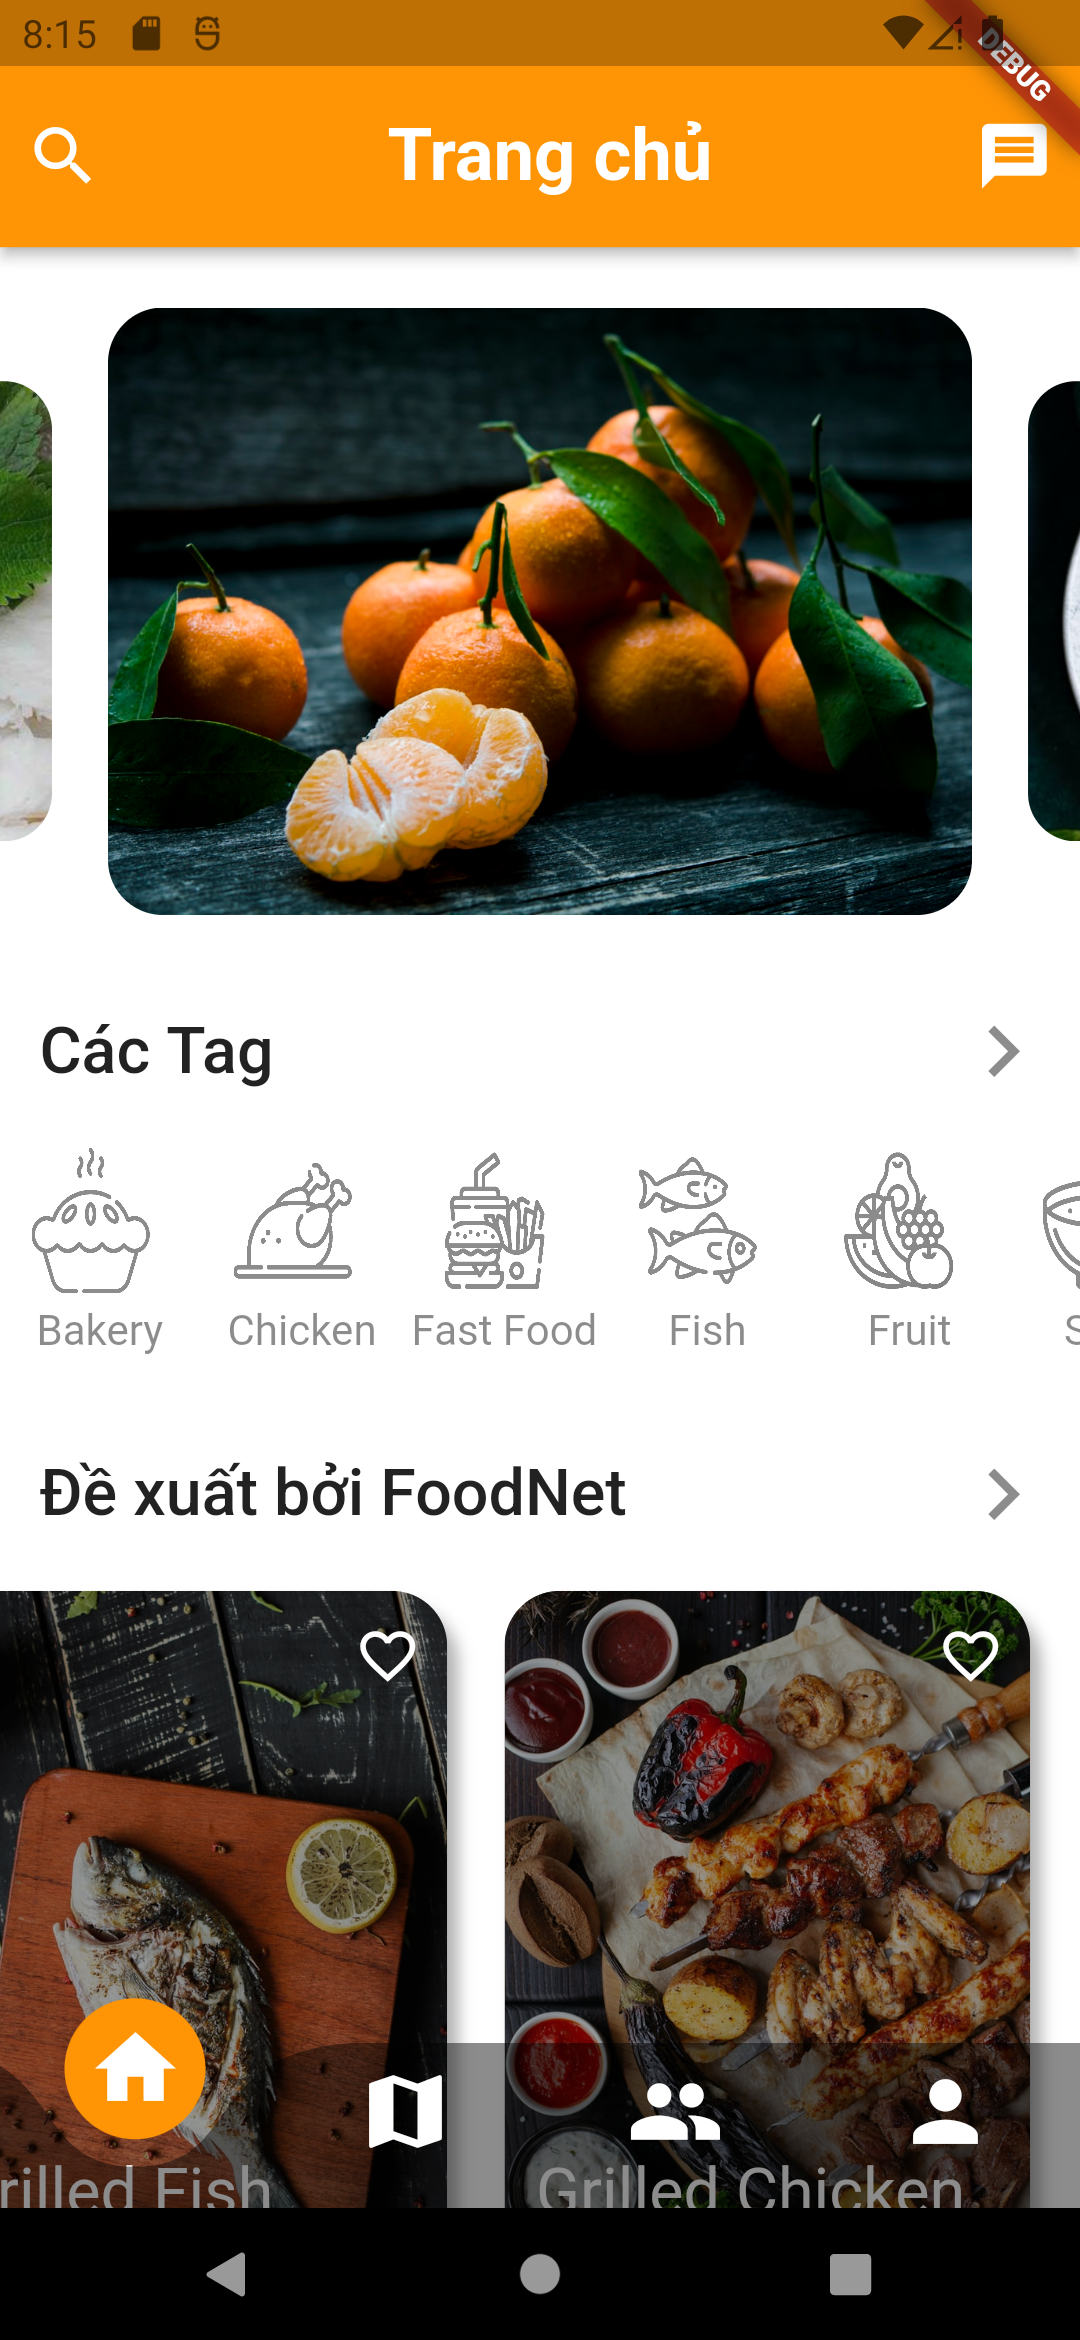 8:15
DEBUG
Trang chủ
Các Tag
Bakery
Chicken
Fast Food
Fish
Fruit
Đề xuất bởi FoodNet
rilled Fish
Grilled Chicken